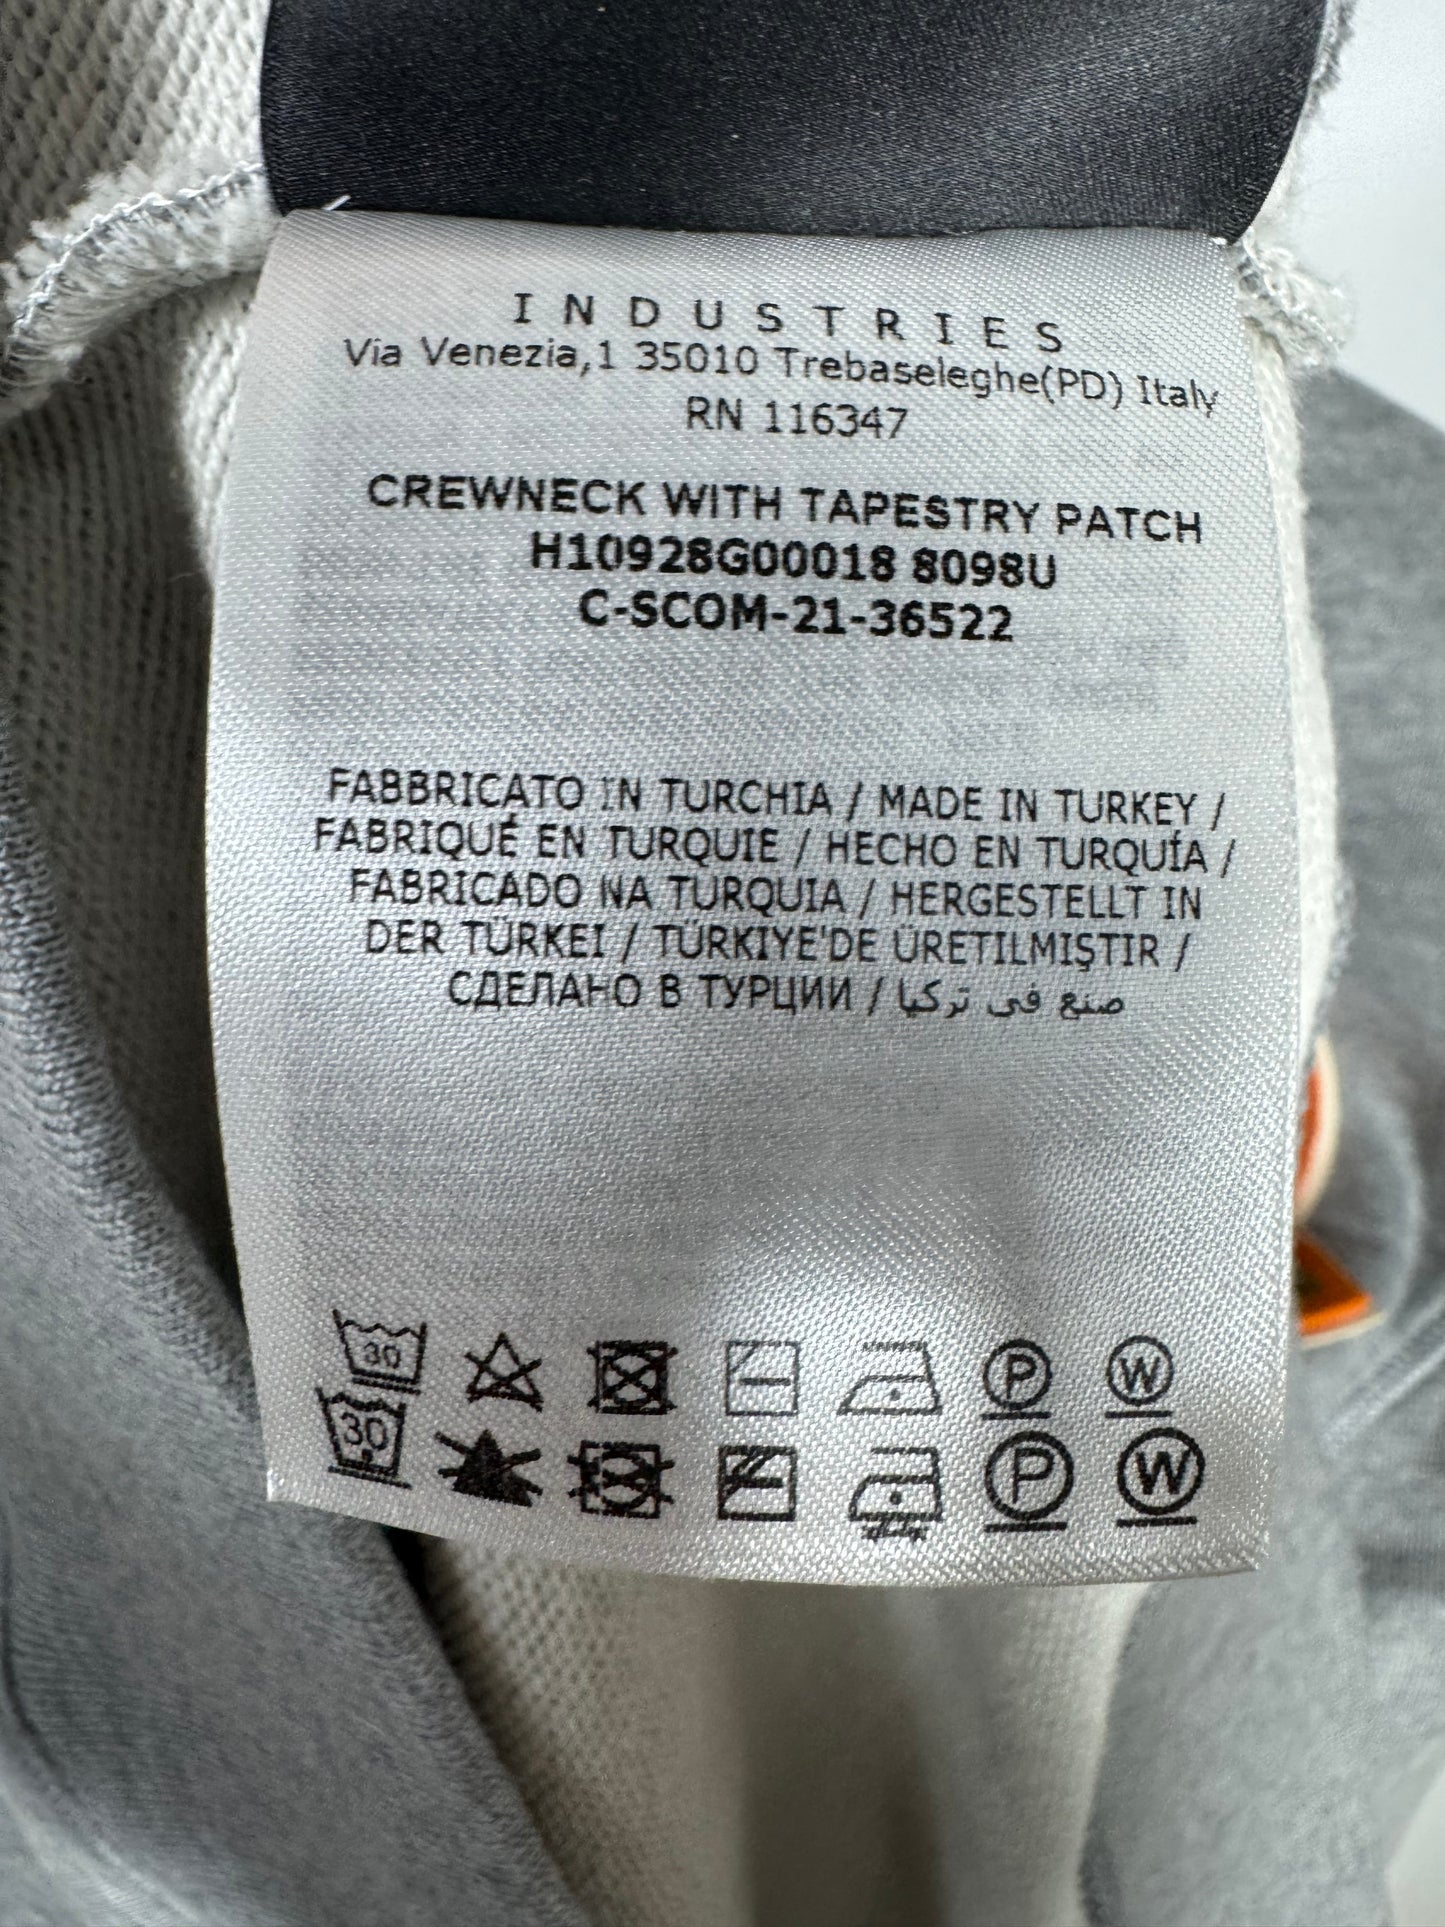 INDUSTRIES
Via Venezia,1 35010 Trebaseleghe(PD) Italy
RN 116347
CREWNECK WITH TAPESTRY PATCH
H10928G00018 8098U
C-SCOM-21-36522
FABBRICATO IN TURCHIA / MADE IN TURKEY /
FABRIQUÉ EN TURQUIE / HECHO EN TURQUÍA /
FABRICADO NA TURQUIA / HERGESTELLT IN
DER TÜRKEI / TÜRKIYE'DE ÜRETILMIŞTIR /
СДЕЛАНО В ТУРЦИИ / صنع في تركيا
30 P W
30 P W